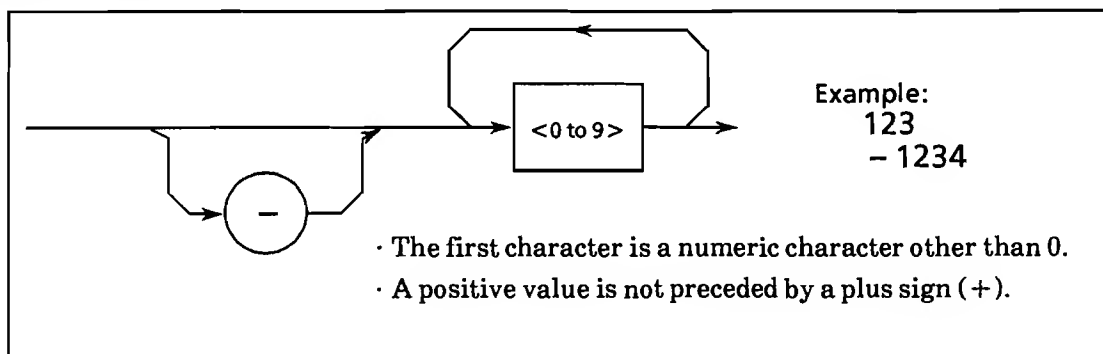 <0 to 9>
Example:
123
– 1234
–
· The first character is a numeric character other than 0.
· A positive value is not preceded by a plus sign (+).